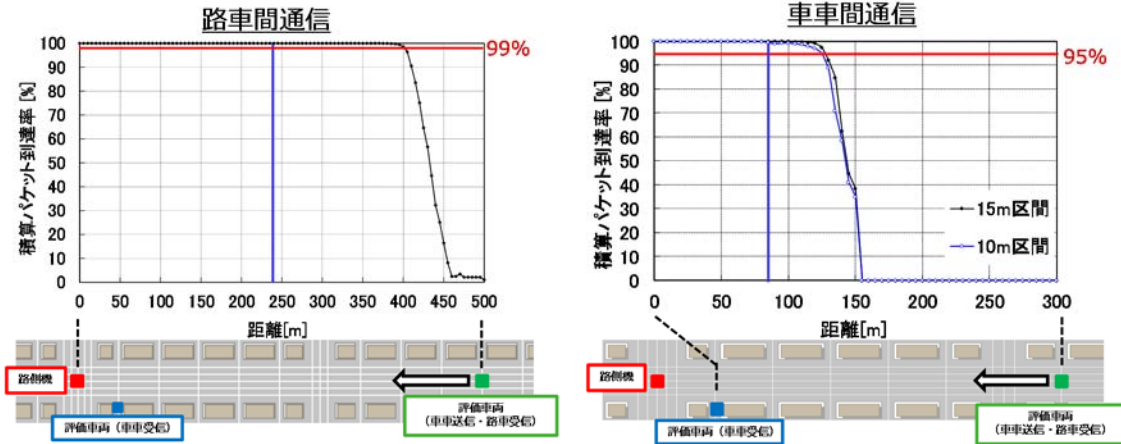 路車間通信
積算パケット到達率 [%]
100
90
80
70
60
50
40
30
20
10
0
99%
0 50 100 150 200 250 300 350 400 450 500
距離[m]
路側機
評価車両（車車受信）
評価車両
（車車送信・路車受信）
車車間通信
積算パケット到達率 [%]
100
90
80
70
60
50
40
30
20
10
0
95%
15m区間
10m区間
0 50 100 150 200 250 300
距離[m]
路側機
評価車両（車車受信）
評価車両
（車車送信・路車受信）